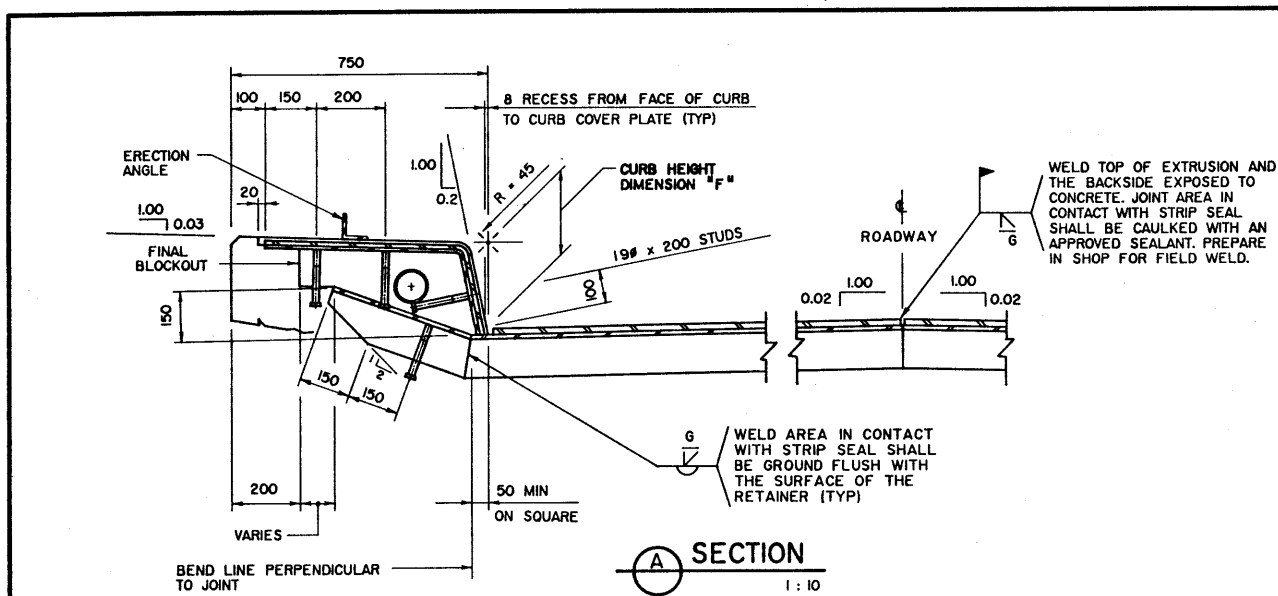 750
100 150 200
8 RECESS FROM FACE OF CURB
TO CURB COVER PLATE (TYP)
ERECTION
ANGLE
1.00
0.2
R = 45
CURB HEIGHT
DIMENSION "F"
20
1.00
0.03
FINAL
BLOCKOUT
19ø x 200 STUDS
100
150
℄
ROADWAY
WELD TOP OF EXTRUSION AND
THE BACKSIDE EXPOSED TO
CONCRETE. JOINT AREA IN
CONTACT WITH STRIP SEAL
SHALL BE CAULKED WITH AN
APPROVED SEALANT. PREPARE
IN SHOP FOR FIELD WELD.
G
0.02 1.00
1.00 0.02
1
2
150
150
G
WELD AREA IN CONTACT
WITH STRIP SEAL SHALL
BE GROUND FLUSH WITH
THE SURFACE OF THE
RETAINER (TYP)
200
50 MIN
ON SQUARE
VARIES
BEND LINE PERPENDICULAR
TO JOINT
A SECTION
1 : 10